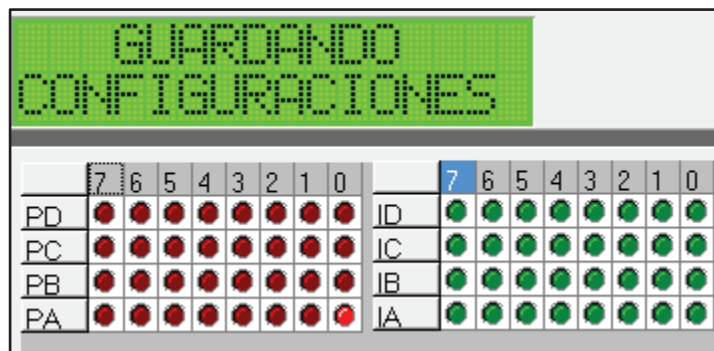 GUARDANDO
CONFIGURACIONES
7 6 5 4 3 2 1 0
PD
PC
PB
PA
7 6 5 4 3 2 1 0
ID
IC
IB
IA